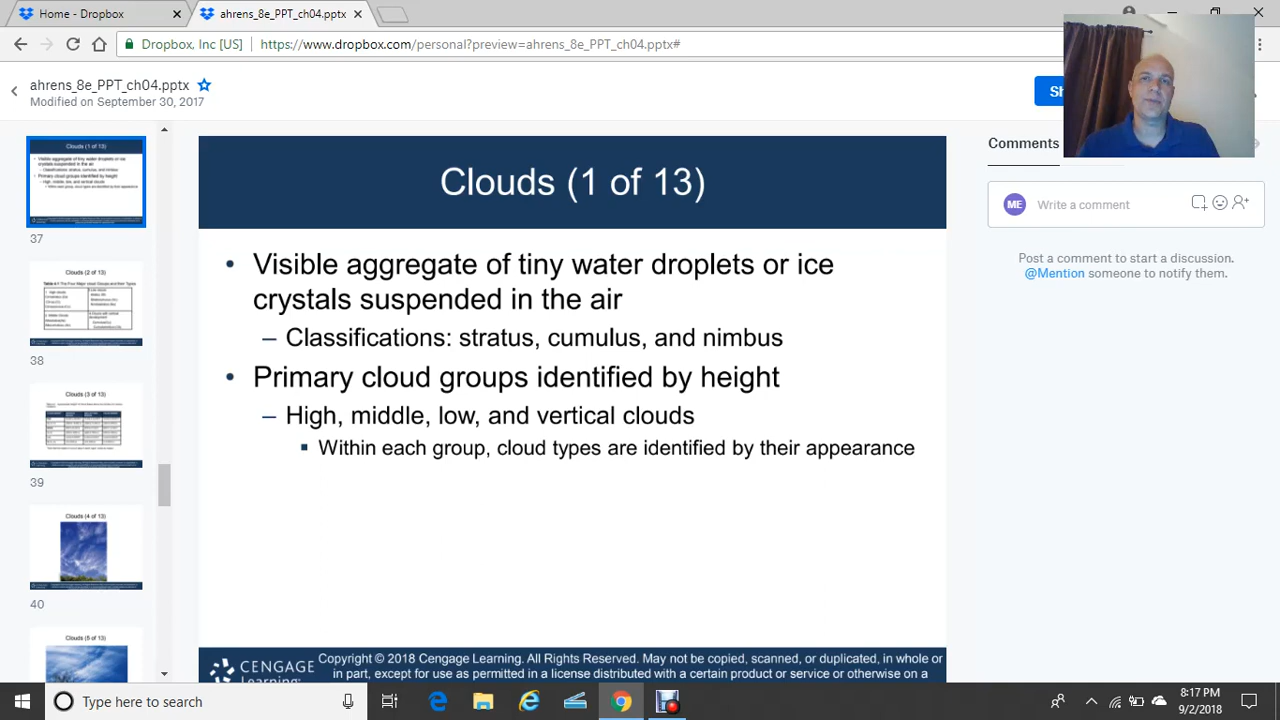 Home - Dropbox
ahrens_8e_PPT_ch04.pptx
Dropbox, Inc [US]
https://www.dropbox.com/personal?preview=ahrens_8e_PPT_ch04.pptx#
ahrens_8e_PPT_ch04.pptx
Modified on September 30, 2017
Clouds (1 of 13)
37
Clouds (2 of 13)
38
Clouds (3 of 13)
39
Clouds (4 of 13)
40
Clouds (5 of 13)
Clouds (1 of 13)
• Visible aggregate of tiny water droplets or ice
crystals suspended in the air
– Classifications: stratus, cumulus, and nimbus
• Primary cloud groups identified by height
– High, middle, low, and vertical clouds
▪ Within each group, cloud types are identified by their appearance
CENGAGE
Learning
Copyright © 2018 Cengage Learning. All Rights Reserved. May not be copied, scanned, or duplicated, in whole or
in part, except for use as permitted in a license distributed with a certain product or service or otherwise on a
Sh
Comments
ME
Write a comment
Post a comment to start a discussion.
@Mention someone to notify them.
Type here to search
8:17 PM
9/2/2018